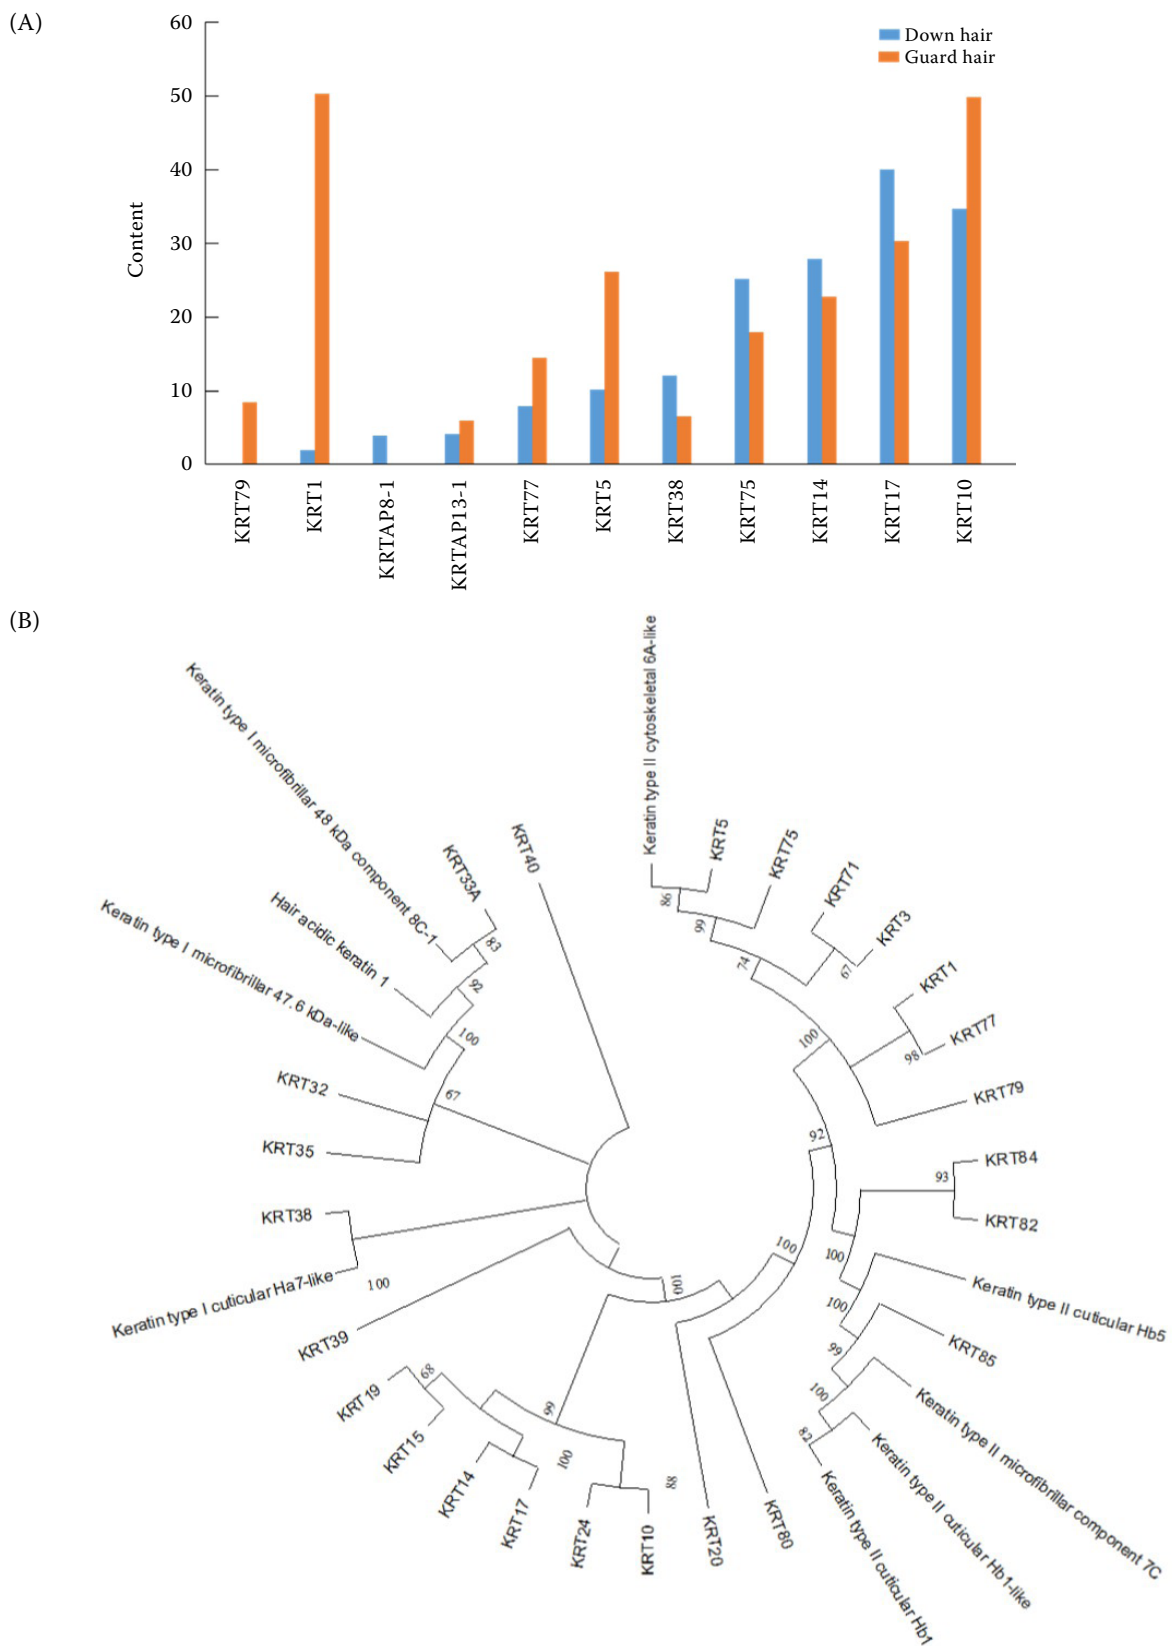 (A)
60
50
40
30
20
10
0
Content
Down hair
Guard hair
KRT79
KRT1
KRTAP8-1
KRTAP13-1
KRT77
KRT5
KRT38
KRT75
KRT14
KRT17
KRT10
(B)
Keratin type II cytoskeletal 6A-like
KRT5
KRT75
KRT71
KRT3
KRT1
KRT77
KRT79
KRT84
KRT82
Keratin type II cuticular Hb5
KRT85
Keratin type II microfibrillar component 7C
Keratin type II cuticular Hb1-like
Keratin type II cuticular Hb1
KRT80
KRT20
KRT10
KRT24
KRT17
KRT14
KRT15
KRT19
KRT39
Keratin type I cuticular Ha7-like
KRT38
KRT35
KRT32
Keratin type I microfibrillar 47.6 kDa-like
Hair acidic keratin 1
Keratin type I microfibrillar 48 kDa component 8C-1
KRT33A
KRT40
86
99
74
67
100
98
92
93
100
100
99
100
82
100
100
88
100
99
68
100
67
100
92
83